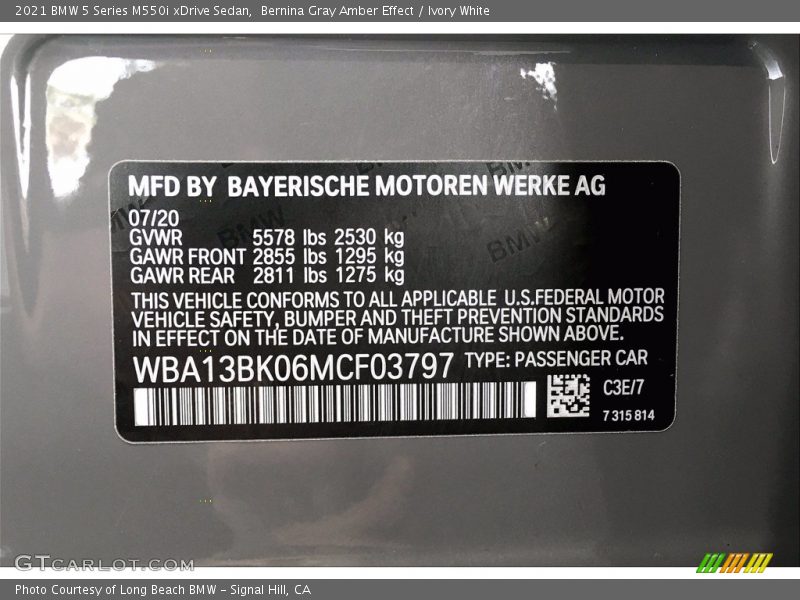 2021 BMW 5 Series M550i xDrive Sedan, Bernina Gray Amber Effect / Ivory White
MFD BY BAYERISCHE MOTOREN WERKE AG
07/20
GVWR 5578 lbs 2530 kg
GAWR FRONT 2855 lbs 1295 kg
GAWR REAR 2811 lbs 1275 kg
THIS VEHICLE CONFORMS TO ALL APPLICABLE U.S.FEDERAL MOTOR
VEHICLE SAFETY, BUMPER AND THEFT PREVENTION STANDARDS
IN EFFECT ON THE DATE OF MANUFACTURE SHOWN ABOVE.
WBA13BK06MCF03797 TYPE: PASSENGER CAR
C3E/7
7 315 814
GTCARLOT.COM
Photo Courtesy of Long Beach BMW - Signal Hill, CA